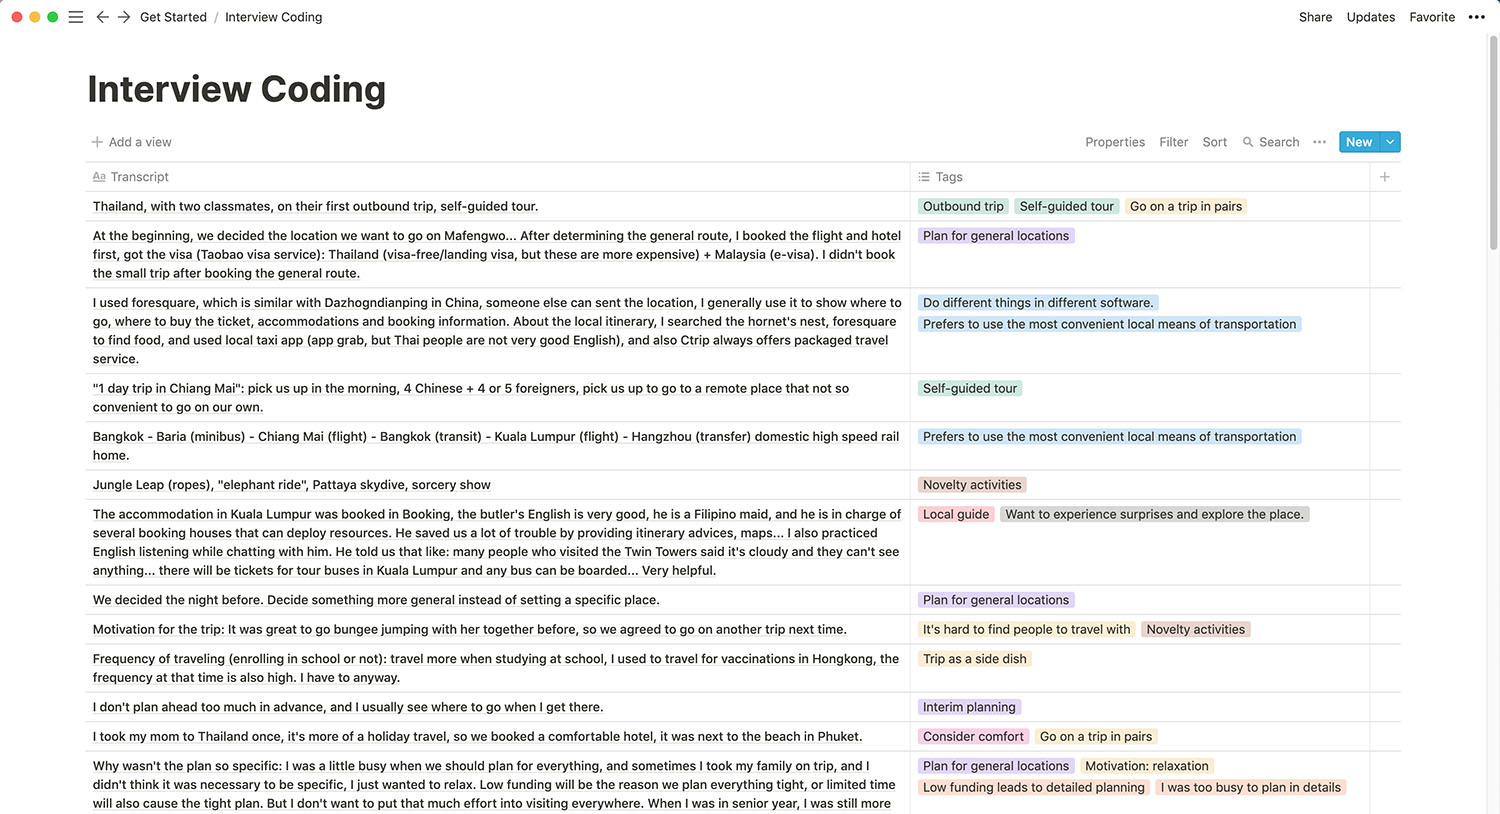 Get Started / Interview Coding
Share Updates Favorite •••
Interview Coding
+ Add a view
Properties Filter Sort Search ••• New
Aa Transcript
Tags
+
Thailand, with two classmates, on their first outbound trip, self-guided tour.
Outbound trip Self-guided tour Go on a trip in pairs
At the beginning, we decided the location we want to go on Mafengwo... After determining the general route, I booked the flight and hotel
first, got the visa (Taobao visa service): Thailand (visa-free/landing visa, but these are more expensive) + Malaysia (e-visa). I didn't book
the small trip after booking the general route.
Plan for general locations
I used foresquare, which is similar with Dazhogndianping in China, someone else can sent the location, I generally use it to show where to
go, where to buy the ticket, accommodations and booking information. About the local itinerary, I searched the hornet's nest, foresquare
to find food, and used local taxi app (app grab, but Thai people are not very good English), and also Ctrip always offers packaged travel
service.
Do different things in different software.
Prefers to use the most convenient local means of transportation
"1 day trip in Chiang Mai": pick us up in the morning, 4 Chinese + 4 or 5 foreigners, pick us up to go to a remote place that not so
convenient to go on our own.
Self-guided tour
Bangkok - Baria (minibus) - Chiang Mai (flight) - Bangkok (transit) - Kuala Lumpur (flight) - Hangzhou (transfer) domestic high speed rail
home.
Prefers to use the most convenient local means of transportation
Jungle Leap (ropes), "elephant ride", Pattaya skydive, sorcery show
Novelty activities
The accommodation in Kuala Lumpur was booked in Booking, the butler's English is very good, he is a Filipino maid, and he is in charge of
several booking houses that can deploy resources. He saved us a lot of trouble by providing itinerary advices, maps... I also practiced
English listening while chatting with him. He told us that like: many people who visited the Twin Towers said it's cloudy and they can't see
anything... there will be tickets for tour buses in Kuala Lumpur and any bus can be boarded... Very helpful.
Local guide Want to experience surprises and explore the place.
We decided the night before. Decide something more general instead of setting a specific place.
Plan for general locations
Motivation for the trip: It was great to go bungee jumping with her together before, so we agreed to go on another trip next time.
It's hard to find people to travel with Novelty activities
Frequency of traveling (enrolling in school or not): travel more when studying at school, I used to travel for vaccinations in Hongkong, the
frequency at that time is also high. I have to anyway.
Trip as a side dish
I don't plan ahead too much in advance, and I usually see where to go when I get there.
Interim planning
I took my mom to Thailand once, it's more of a holiday travel, so we booked a comfortable hotel, it was next to the beach in Phuket.
Consider comfort Go on a trip in pairs
Why wasn't the plan so specific: I was a little busy when we should plan for everything, and sometimes I took my family on trip, and I
didn't think it was necessary to be specific, I just wanted to relax. Low funding will be the reason we plan everything tight, or limited time
will also cause the tight plan. But I don't want to put that much effort into visiting everywhere. When I was in senior year, I was still more
Plan for general locations Motivation: relaxation
Low funding leads to detailed planning I was too busy to plan in details